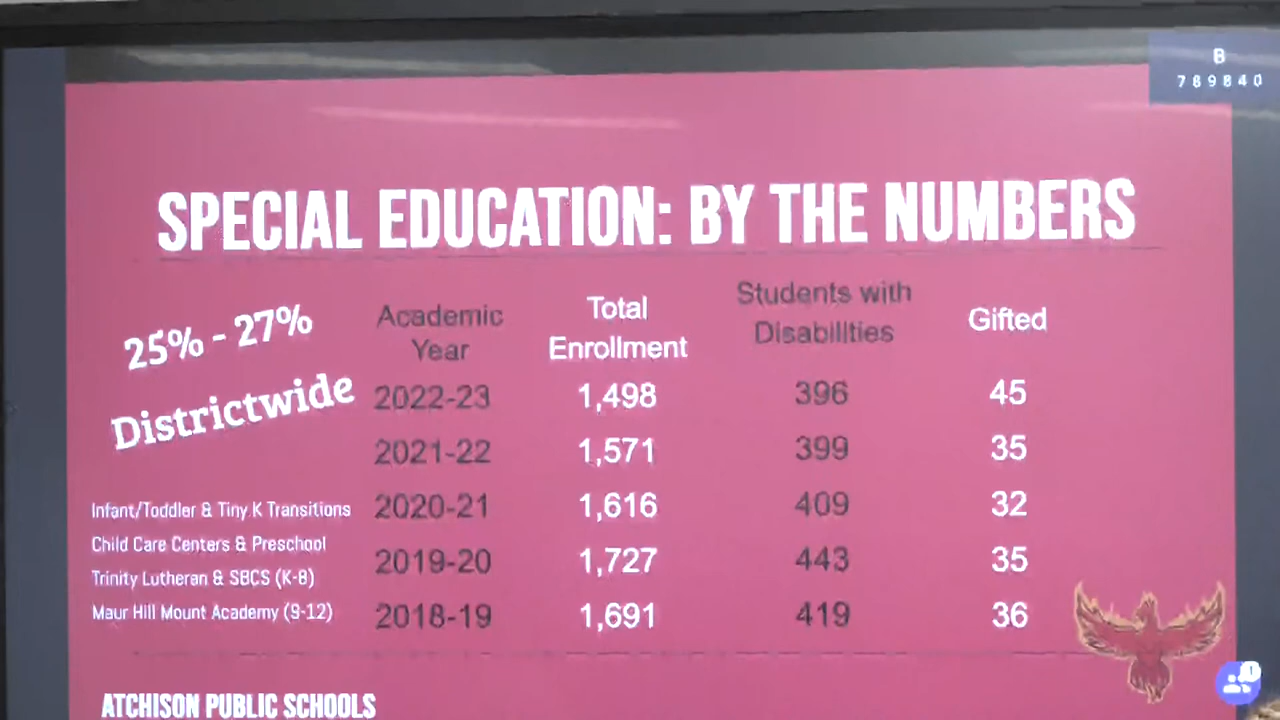 B
789840
SPECIAL EDUCATION: BY THE NUMBERS
25% - 27%
Districtwide
Infant/Toddler & Tiny K Transitions
Child Care Centers & Preschool
Trinity Lutheran & SBCS (K-8)
Maur Hill Mount Academy (9-12)
Academic Year Total Enrollment Students with Disabilities Gifted
2022-23 1,498 396 45
2021-22 1,571 399 35
2020-21 1,616 409 32
2019-20 1,727 443 35
2018-19 1,691 419 36
ATCHISON PUBLIC SCHOOLS